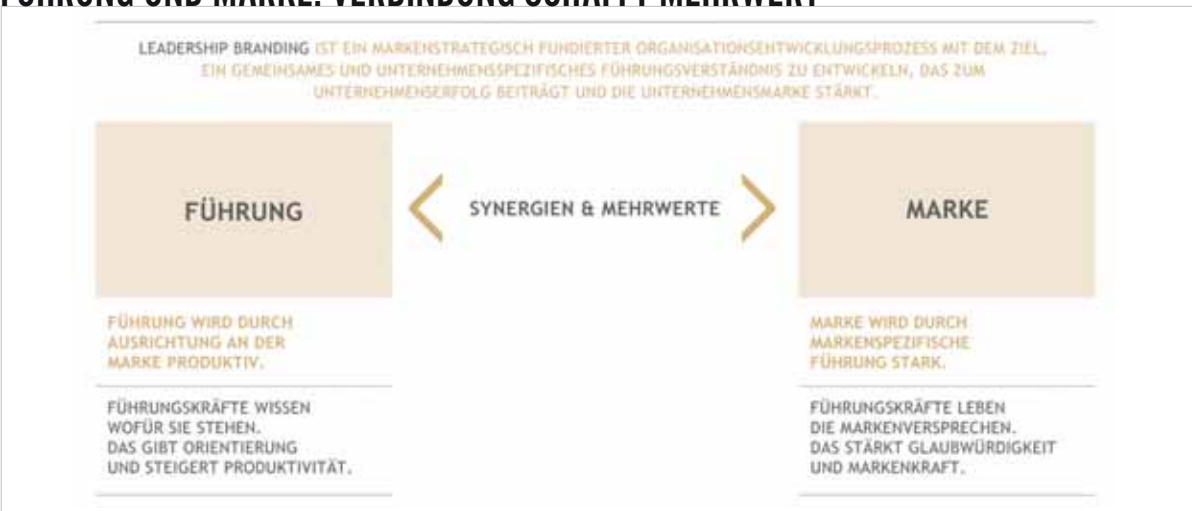 FÜHRUNG UND MARKE: VERBINDUNG SCHAFFT MEHRWERT
LEADERSHIP BRANDING IST EIN MARKENSTRATEGISCH FUNDIERTER ORGANISATIONSENTWICKLUNGSPROZESS MIT DEM ZIEL,
EIN GEMEINSAMES UND UNTERNEHMENSSPEZIFISCHES FÜHRUNGSVERSTÄNDNIS ZU ENTWICKELN, DAS ZUM
UNTERNEHMENSERFOLG BEITRÄGT UND DIE UNTERNEHMENSMARKE STÄRKT.
FÜHRUNG
SYNERGIEN & MEHRWERTE
MARKE
FÜHRUNG WIRD DURCH
AUSRICHTUNG AN DER
MARKE PRODUKTIV.
FÜHRUNGSKRÄFTE WISSEN
WOFÜR SIE STEHEN.
DAS GIBT ORIENTIERUNG
UND STEIGERT PRODUKTIVITÄT.
MARKE WIRD DURCH
MARKENSPEZIFISCHE
FÜHRUNG STARK.
FÜHRUNGSKRÄFTE LEBEN
DIE MARKENVERSPRECHEN.
DAS STÄRKT GLAUBWÜRDIGKEIT
UND MARKENKRAFT.